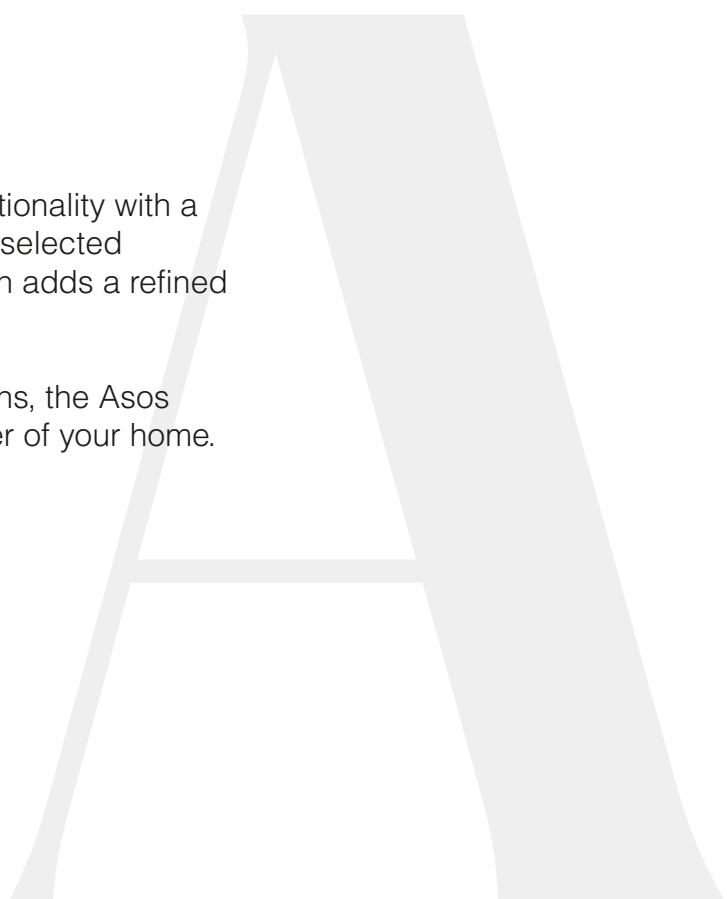 tionality with a
selected
n adds a refined
ns, the Asos
er of your home.
A